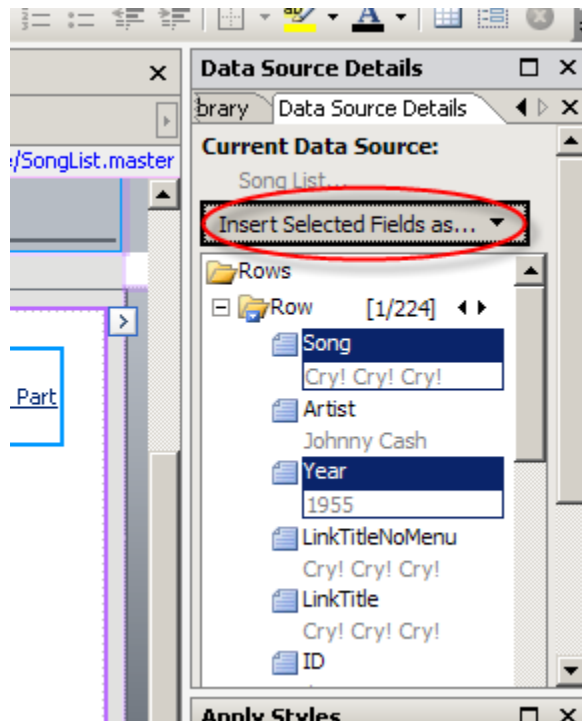 Data Source Details
brary
Data Source Details
/SongList.master
Current Data Source:
Song List...
Insert Selected Fields as...
Rows
Row [1/224]
Song
Cry! Cry! Cry!
Part
Artist
Johnny Cash
Year
1955
LinkTitleNoMenu
Cry! Cry! Cry!
LinkTitle
Cry! Cry! Cry!
ID
Apply Styles